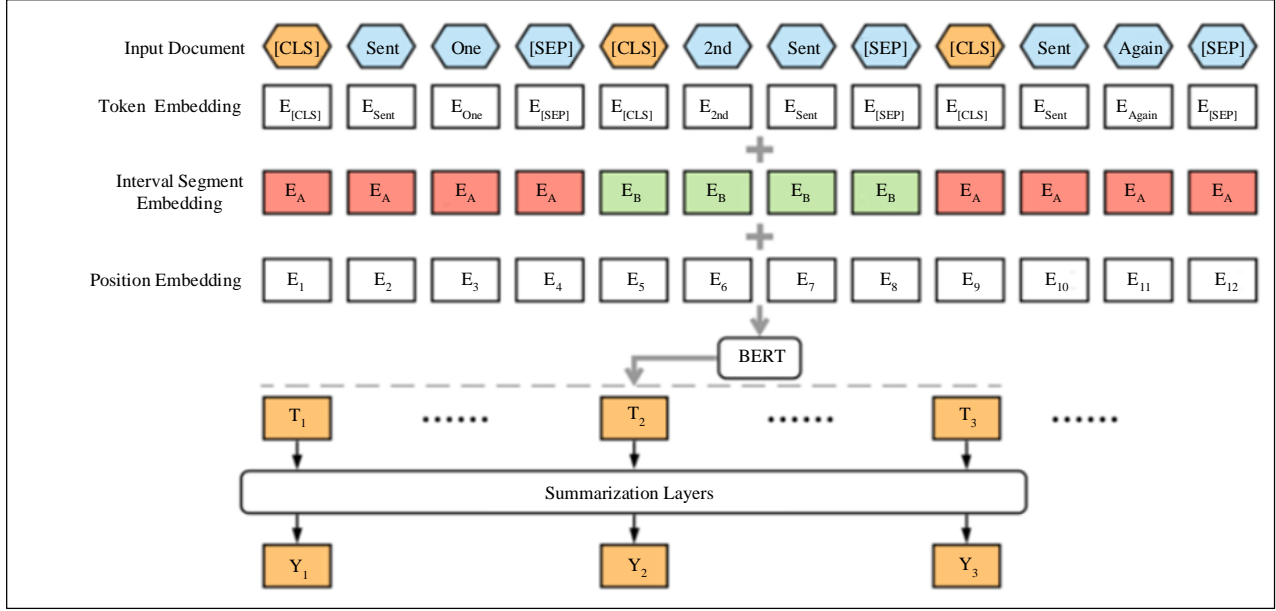 Input Document [CLS] Sent One [SEP] [CLS] 2nd Sent [SEP] [CLS] Sent Again [SEP]
Token Embedding E[CLS] ESent EOne E[SEP] E[CLS] E2nd ESent E[SEP] E[CLS] ESent EAgain E[SEP]
+
Interval Segment
Embedding EA EA EA EA EB EB EB EB EA EA EA EA
+
Position Embedding E1 E2 E3 E4 E5 E6 E7 E8 E9 E10 E11 E12
BERT
T1 ...... T2 ...... T3 ......
Summarization Layers
Y1 Y2 Y3